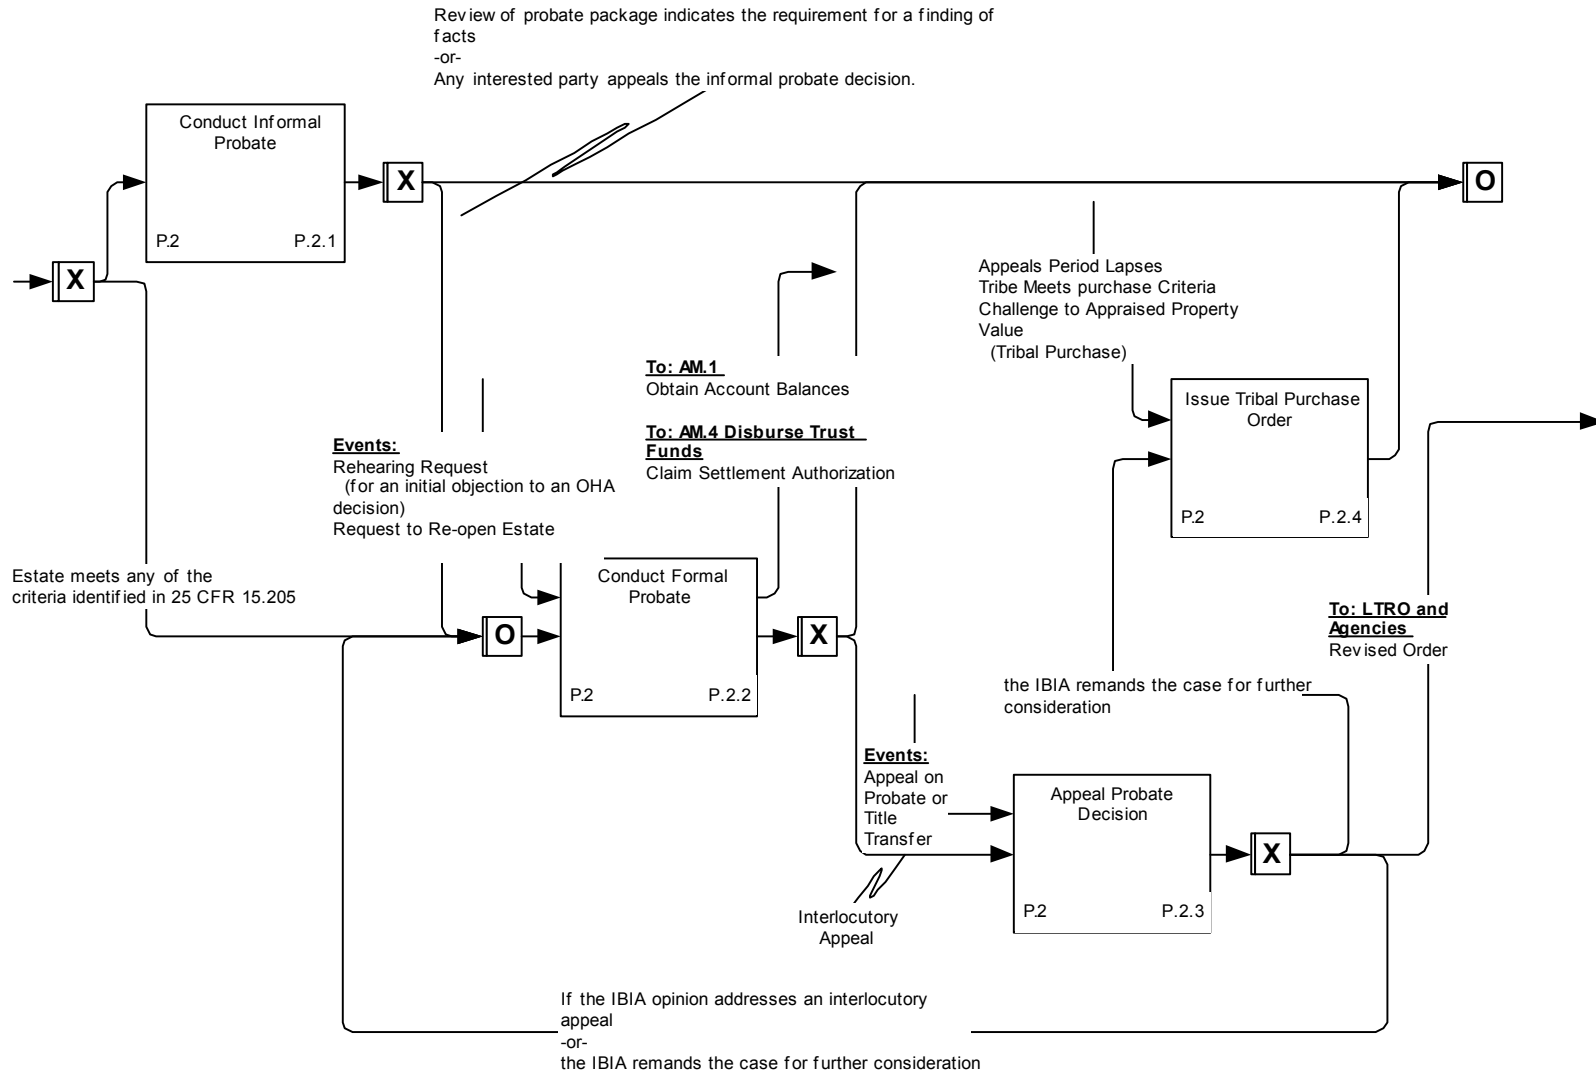 Review of probate package indicates the requirement for a finding of
facts
-or-
Any interested party appeals the informal probate decision.
Conduct Informal
Probate
P.2 P.2.1
X
O
X
Appeals Period Lapses
Tribe Meets purchase Criteria
Challenge to Appraised Property
Value
(Tribal Purchase)
To: AM.1
Obtain Account Balances
To: AM.4 Disburse Trust
Funds
Claim Settlement Authorization
Issue Tribal Purchase
Order
P.2 P.2.4
Events:
Rehearing Request
(for an initial objection to an OHA
decision)
Request to Re-open Estate
Estate meets any of the
criteria identified in 25 CFR 15.205
Conduct Formal
Probate
P.2 P.2.2
O
X
To: LTRO and
Agencies
Revised Order
the IBIA remands the case for further
consideration
Events:
Appeal on
Probate or
Title
Transfer
Appeal Probate
Decision
P.2 P.2.3
X
Interlocutory
Appeal
If the IBIA opinion addresses an interlocutory
appeal
-or-
the IBIA remands the case for further consideration